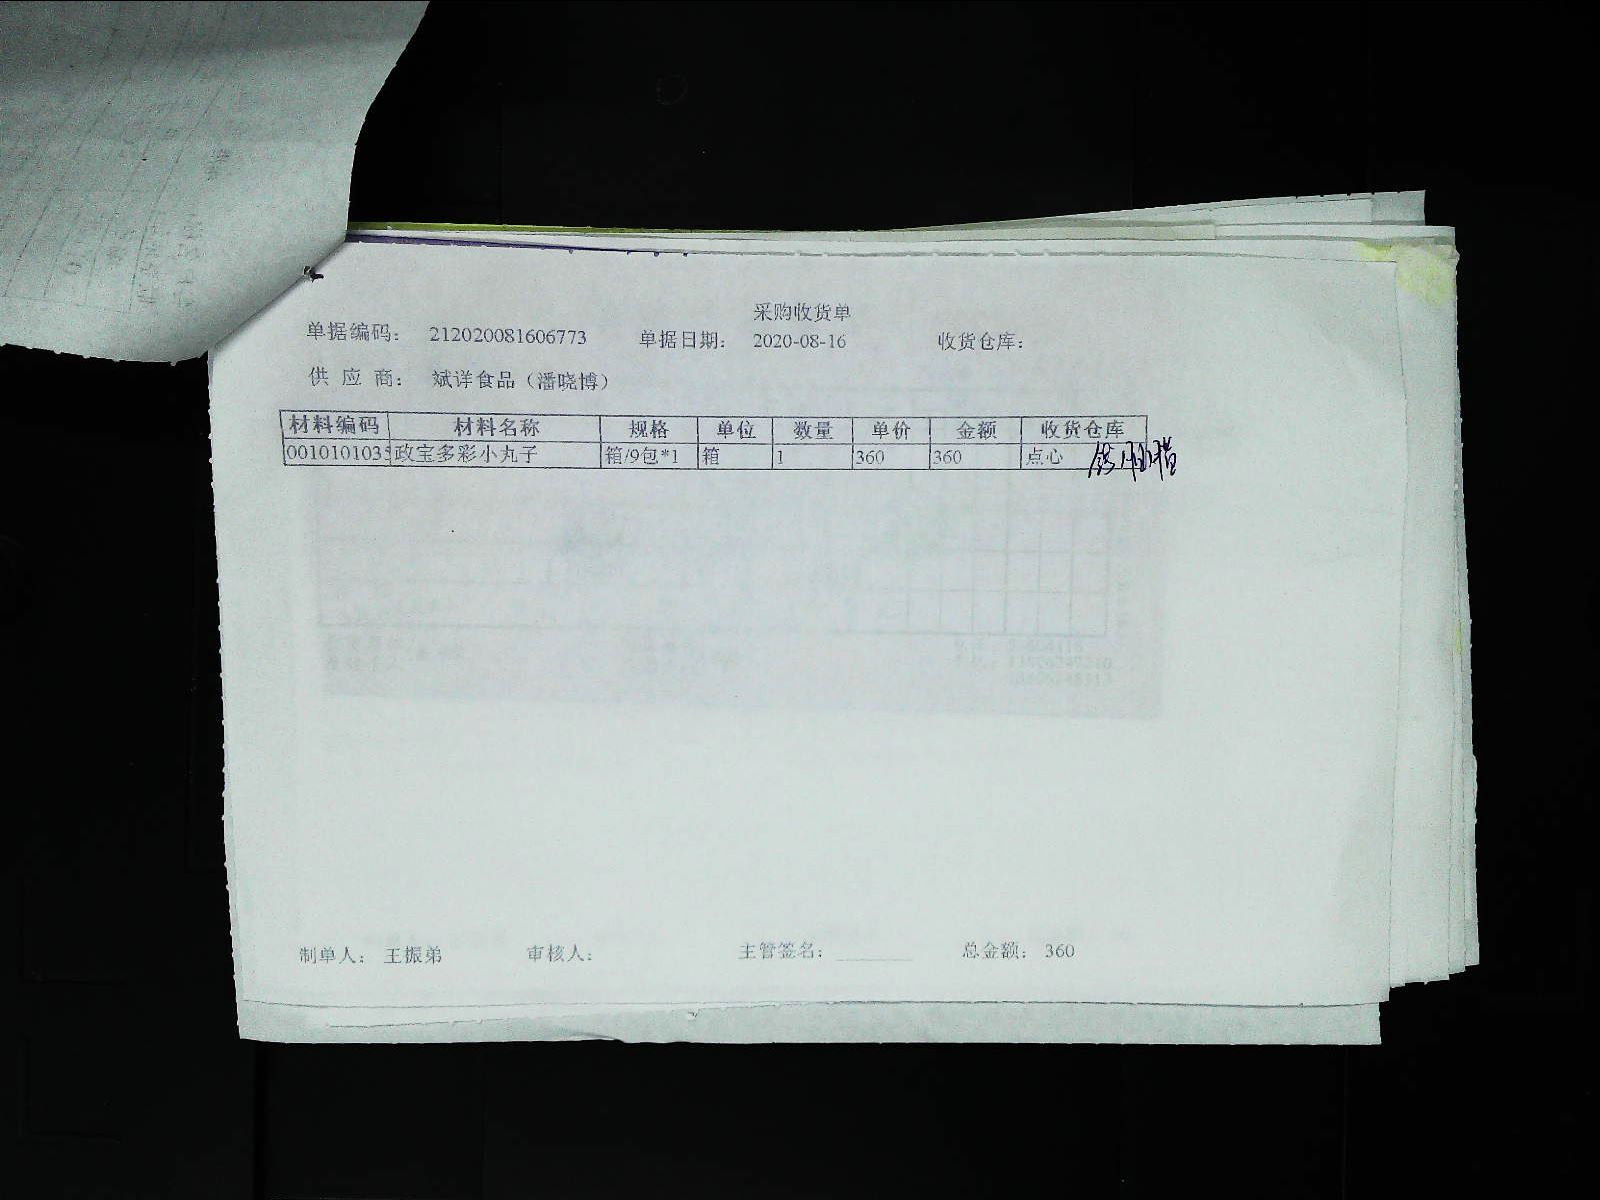 采购收货单
单据编码： 212020081606773 单据日期： 2020-08-16 收货仓库：
供 应 商： 斌详食品（潘晓博）
材料编码 材料名称 规格 单位 数量 单价 金额 收货仓库
0010101035 政宝多彩小丸子 箱/9包*1 箱 1 360 360 点心
制单人： 王振弟 审核人： 主管签名： 总金额： 360